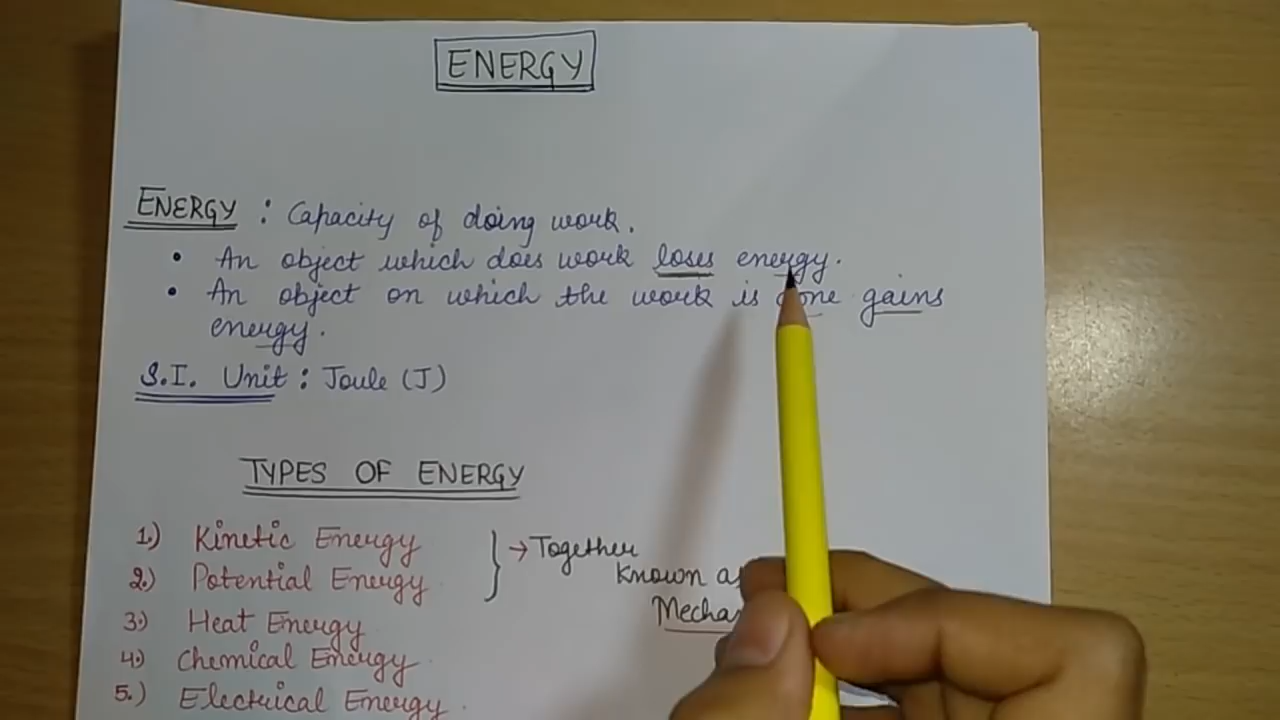 ENERGY
ENERGY : Capacity of doing work.
• An object which does work loses energy.
• An object on which the work is done gains
energy.
S.I. Unit : Joule (J)
TYPES OF ENERGY
1.) Kinetic Energy
2.) Potential Energy
} → Together
Known as
3.) Heat Energy
4.) Chemical Energy
5.) Electrical Energy